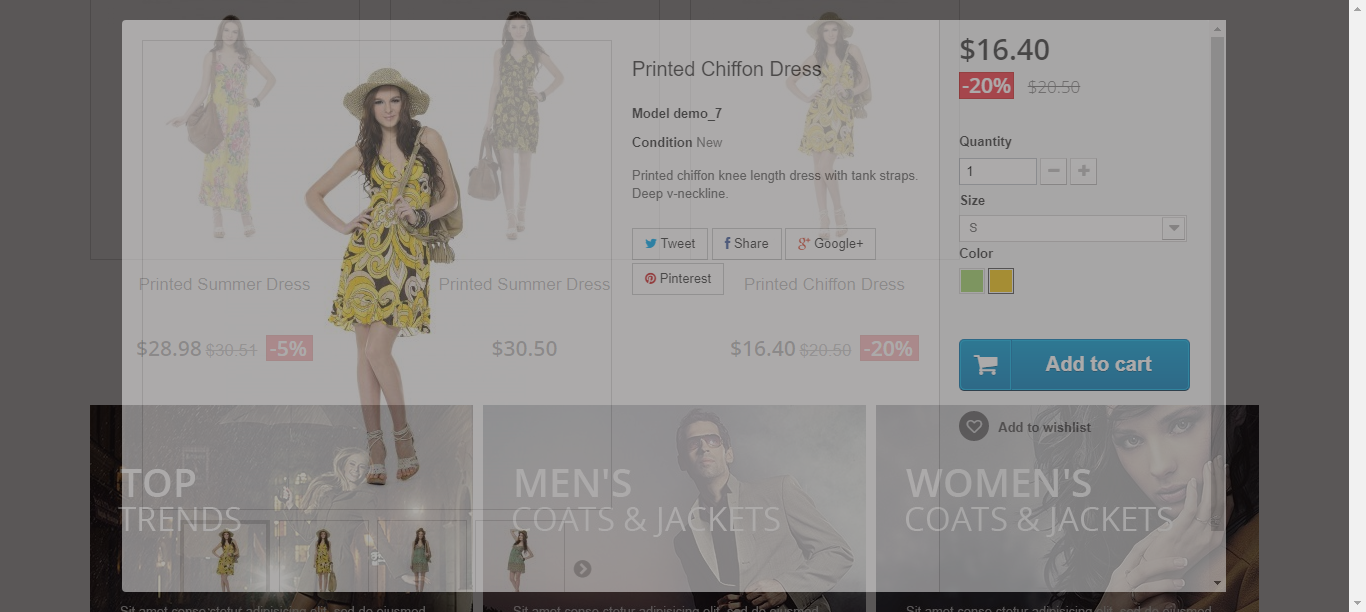 Printed Chiffon Dress
Model demo_7
Condition New
Printed chiffon knee length dress with tank straps.
Deep v-neckline.
Tweet
Share
Google+
Pinterest
$16.40
-20% $20.50
Quantity
1
Size
S
Color
Add to cart
Add to wishlist
Printed Summer Dress
$28.98 $30.51 -5%
Printed Summer Dress
$30.50
Printed Chiffon Dress
$16.40 $20.50 -20%
TOP
TRENDS
MEN'S
COATS & JACKETS
WOMEN'S
COATS & JACKETS
Sit amet conse ctetur adipisicing elit, sed do eiusmod
Sit amet conse ctetur adipisicing elit, sed do eiusmod
Sit amet conse ctetur adipisicing elit, sed do eiusmod